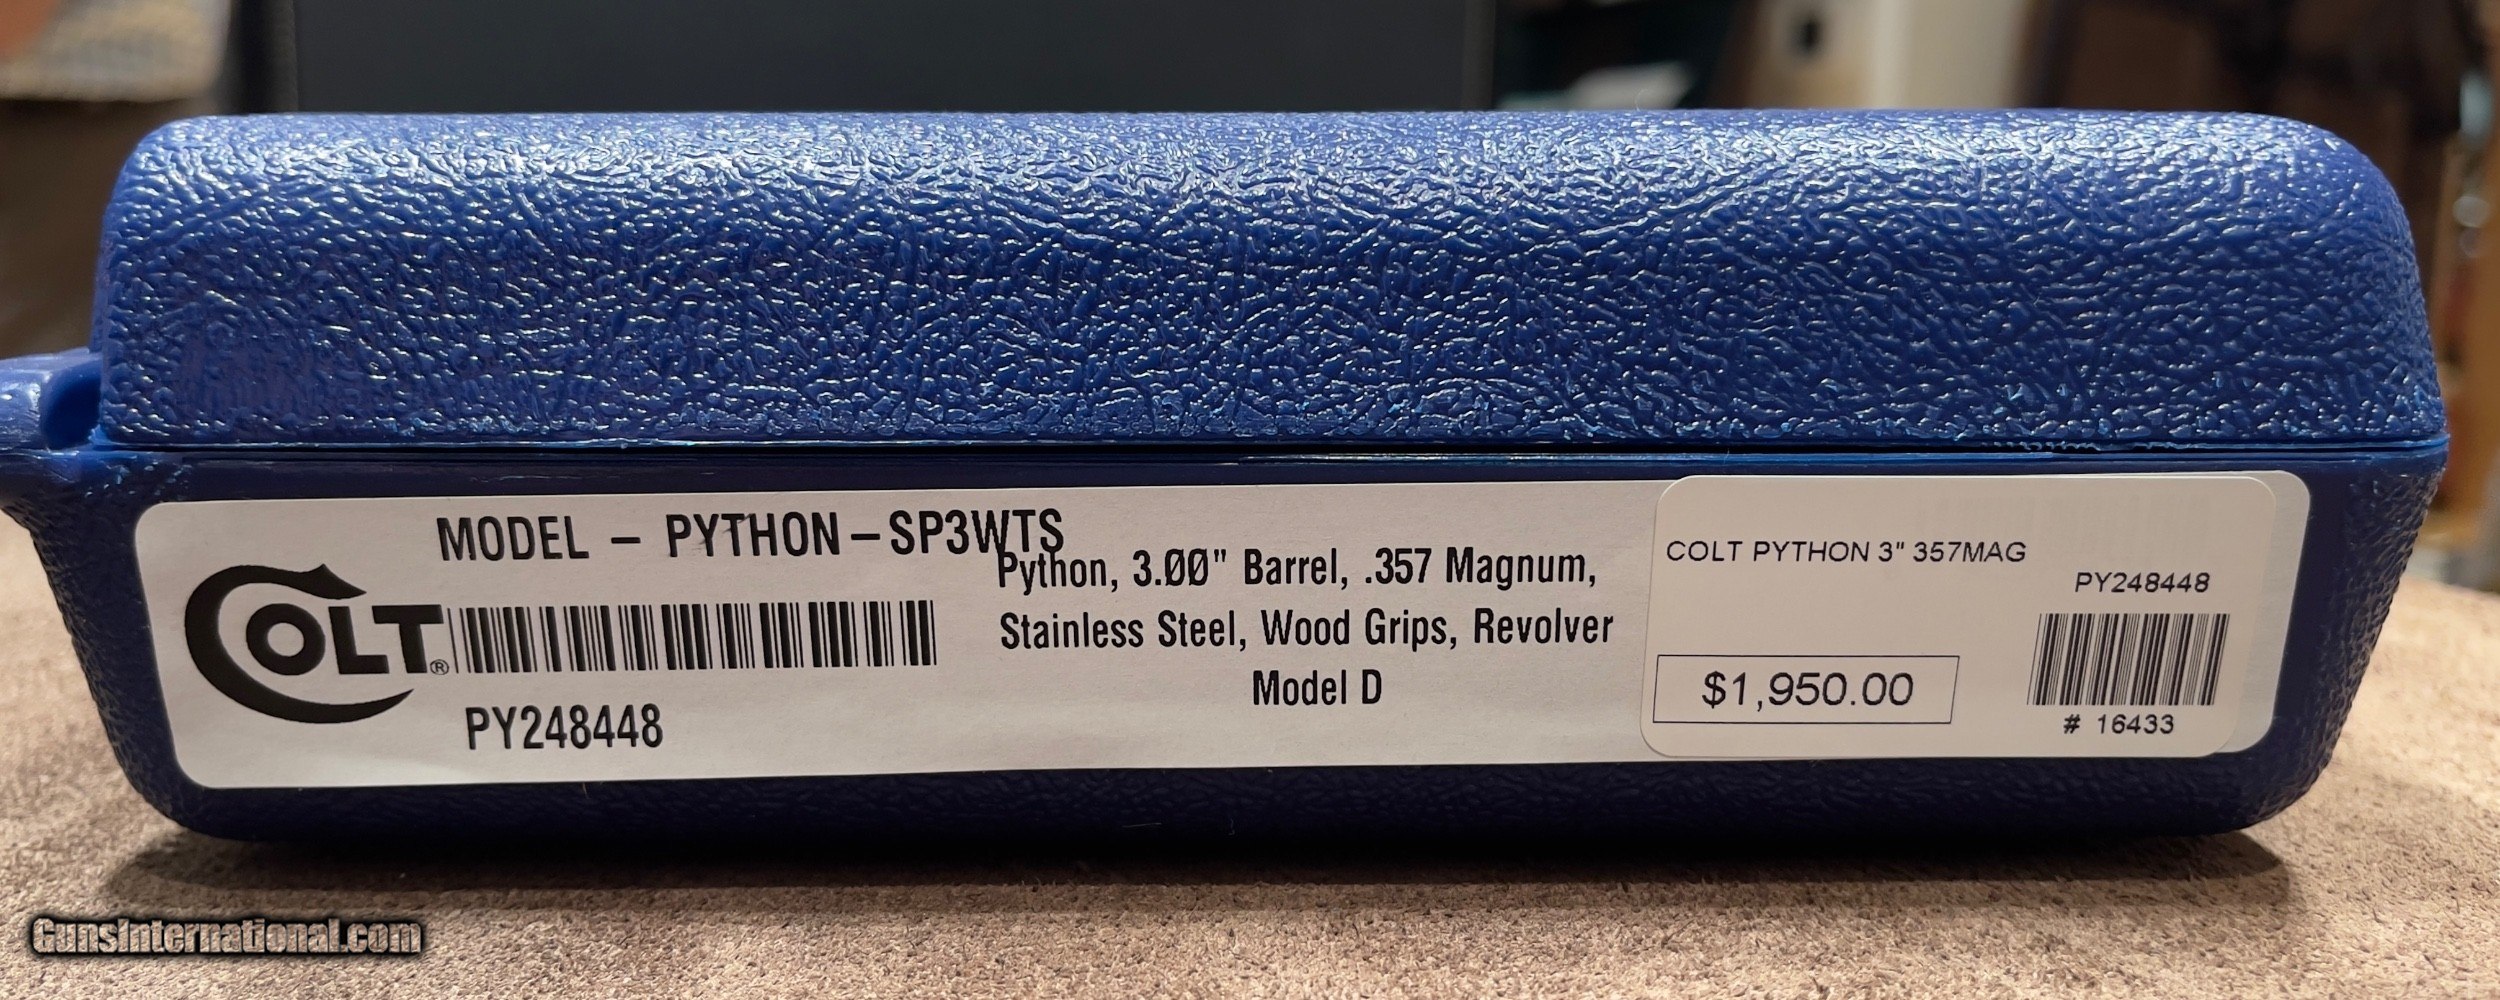 MODEL – PYTHON – SP3WTS
COLT®
PY248448
Python, 3.00" Barrel, .357 Magnum,
Stainless Steel, Wood Grips, Revolver
Model D
COLT PYTHON 3" 357MAG
PY248448
$1,950.00
# 16433
GunsInternational.com